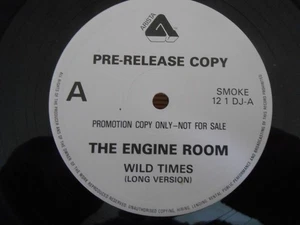 ARISTA
PRE-RELEASE COPY
A
SMOKE
12 1 DJ-A
PROMOTION COPY ONLY-NOT FOR SALE
THE ENGINE ROOM
WILD TIMES
(LONG VERSION)